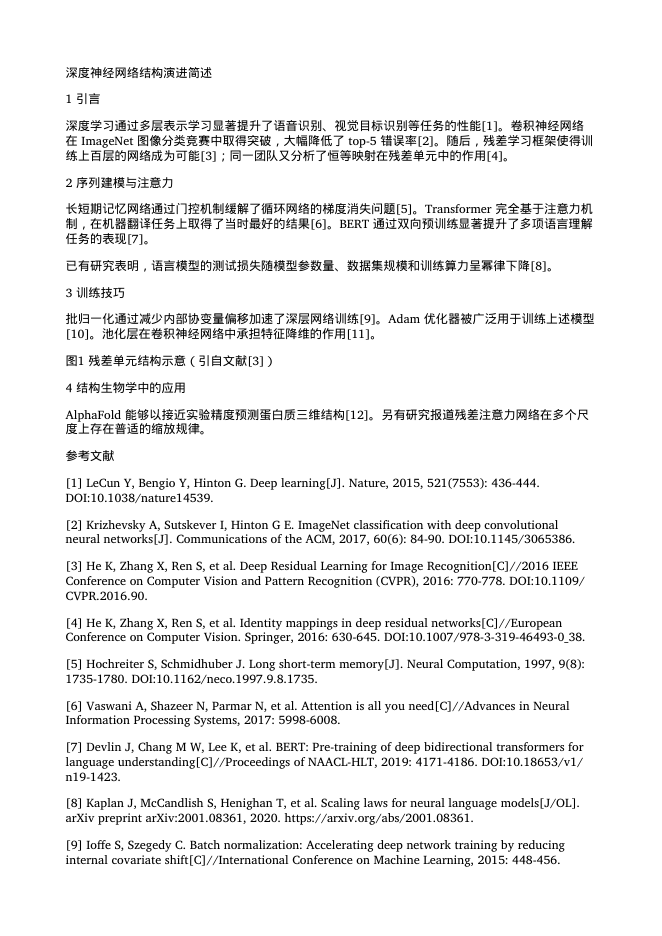 深度神经网络结构演进简述
1 引言
深度学习通过多层表示学习显著提升了语音识别、视觉目标识别等任务的性能[1]。卷积神经网络
在 ImageNet 图像分类竞赛中取得突破，大幅降低了 top-5 错误率[2]。随后，残差学习框架使得训
练上百层的网络成为可能[3]；同一团队又分析了恒等映射在残差单元中的作用[4]。
2 序列建模与注意力
长短期记忆网络通过门控机制缓解了循环网络的梯度消失问题[5]。Transformer 完全基于注意力机
制，在机器翻译任务上取得了当时最好的结果[6]。BERT 通过双向预训练显著提升了多项语言理解
任务的表现[7]。
已有研究表明，语言模型的测试损失随模型参数量、数据集规模和训练算力呈幂律下降[8]。
3 训练技巧
批归一化通过减少内部协变量偏移加速了深层网络训练[9]。Adam 优化器被广泛用于训练上述模型
[10]。池化层在卷积神经网络中承担特征降维的作用[11]。
图1 残差单元结构示意（引自文献[3]）
4 结构生物学中的应用
AlphaFold 能够以接近实验精度预测蛋白质三维结构[12]。另有研究报道残差注意力网络在多个尺
度上存在普适的缩放规律。
参考文献
[1] LeCun Y, Bengio Y, Hinton G. Deep learning[J]. Nature, 2015, 521(7553): 436-444.
DOI:10.1038/nature14539.
[2] Krizhevsky A, Sutskever I, Hinton G E. ImageNet classification with deep convolutional
neural networks[J]. Communications of the ACM, 2017, 60(6): 84-90. DOI:10.1145/3065386.
[3] He K, Zhang X, Ren S, et al. Deep Residual Learning for Image Recognition[C]//2016 IEEE
Conference on Computer Vision and Pattern Recognition (CVPR), 2016: 770-778. DOI:10.1109/
CVPR.2016.90.
[4] He K, Zhang X, Ren S, et al. Identity mappings in deep residual networks[C]//European
Conference on Computer Vision. Springer, 2016: 630-645. DOI:10.1007/978-3-319-46493-0_38.
[5] Hochreiter S, Schmidhuber J. Long short-term memory[J]. Neural Computation, 1997, 9(8):
1735-1780. DOI:10.1162/neco.1997.9.8.1735.
[6] Vaswani A, Shazeer N, Parmar N, et al. Attention is all you need[C]//Advances in Neural
Information Processing Systems, 2017: 5998-6008.
[7] Devlin J, Chang M W, Lee K, et al. BERT: Pre-training of deep bidirectional transformers for
language understanding[C]//Proceedings of NAACL-HLT, 2019: 4171-4186. DOI:10.18653/v1/
n19-1423.
[8] Kaplan J, McCandlish S, Henighan T, et al. Scaling laws for neural language models[J/OL].
arXiv preprint arXiv:2001.08361, 2020. https://arxiv.org/abs/2001.08361.
[9] Ioffe S, Szegedy C. Batch normalization: Accelerating deep network training by reducing
internal covariate shift[C]//International Conference on Machine Learning, 2015: 448-456.